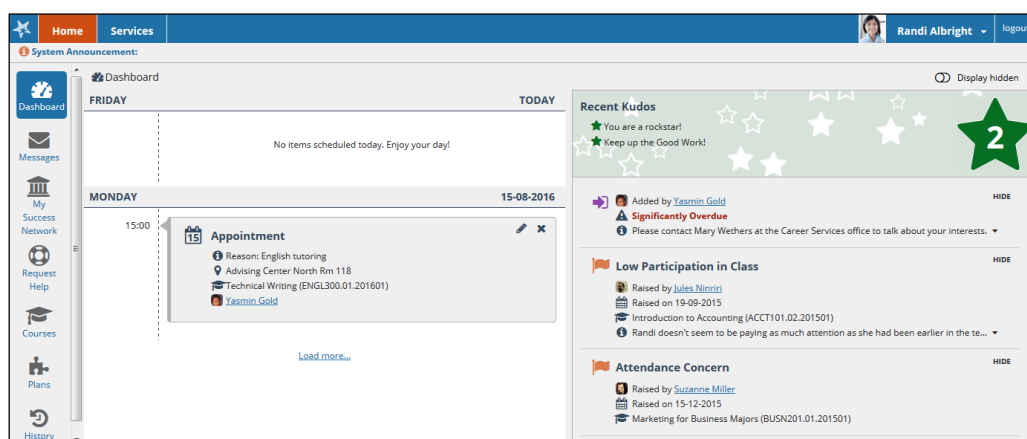 Home
Services
Randi Albright
logout
System Announcement:
Dashboard
Messages
My
Success
Network
Request
Help
Courses
Plans
History
Dashboard
Display hidden
FRIDAY
TODAY
No items scheduled today. Enjoy your day!
MONDAY
15-08-2016
15:00
15
Appointment
Reason: English tutoring
Advising Center North Rm 118
Technical Writing (ENGL300.01.201601)
Yasmin Gold
Load more...
Recent Kudos
You are a rockstar!
Keep up the Good Work!
2
Added by Yasmin Gold
HIDE
Significantly Overdue
Please contact Mary Wethers at the Career Services office to talk about your interests.
Low Participation in Class
HIDE
Raised by Jules Ninriri
Raised on 19-09-2015
Introduction to Accounting (ACCT101.02.201501)
Randi doesn't seem to be paying as much attention as she had been earlier in the te...
Attendance Concern
HIDE
Raised by Suzanne Miller
Raised on 15-12-2015
Marketing for Business Majors (BUSN201.01.201501)